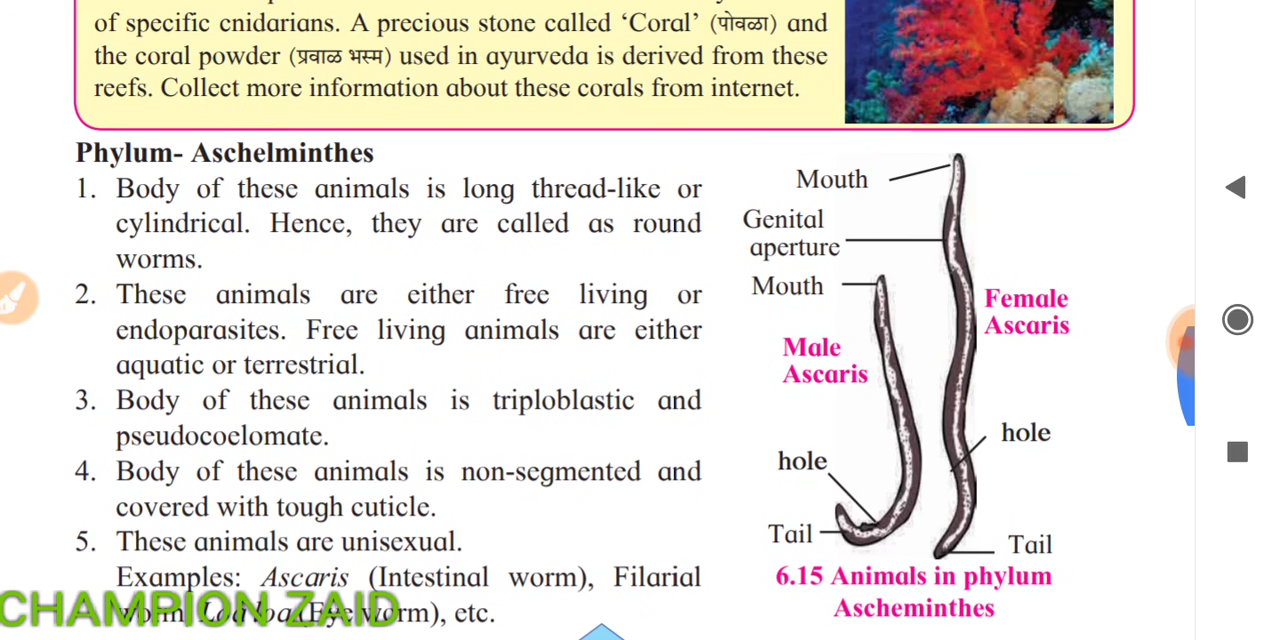 of specific cnidarians. A precious stone called ‘Coral’ (पोवळा) and
the coral powder (प्रवाळ भस्म) used in ayurveda is derived from these
reefs. Collect more information about these corals from internet.
Phylum- Aschelminthes
1. Body of these animals is long thread-like or
cylindrical. Hence, they are called as round
worms.
2. These animals are either free living or
endoparasites. Free living animals are either
aquatic or terrestrial.
3. Body of these animals is triploblastic and
pseudocoelomate.
4. Body of these animals is non-segmented and
covered with tough cuticle.
5. These animals are unisexual.
Examples: Ascaris (Intestinal worm), Filarial
worm, Loa loa (Eye worm), etc.
CHAMPION ZAID
Mouth
Genital
aperture
Mouth
Female
Ascaris
Male
Ascaris
hole
hole
Tail
Tail
6.15 Animals in phylum
Ascheminthes